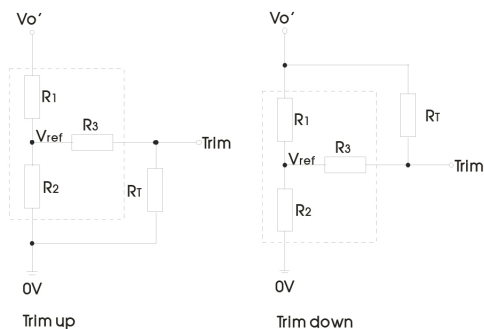 Vo’
R1
Vref
R3
Trim
R2
RT
0V
Trim up
Vo’
R1
RT
Vref
R3
Trim
R2
0V
Trim down